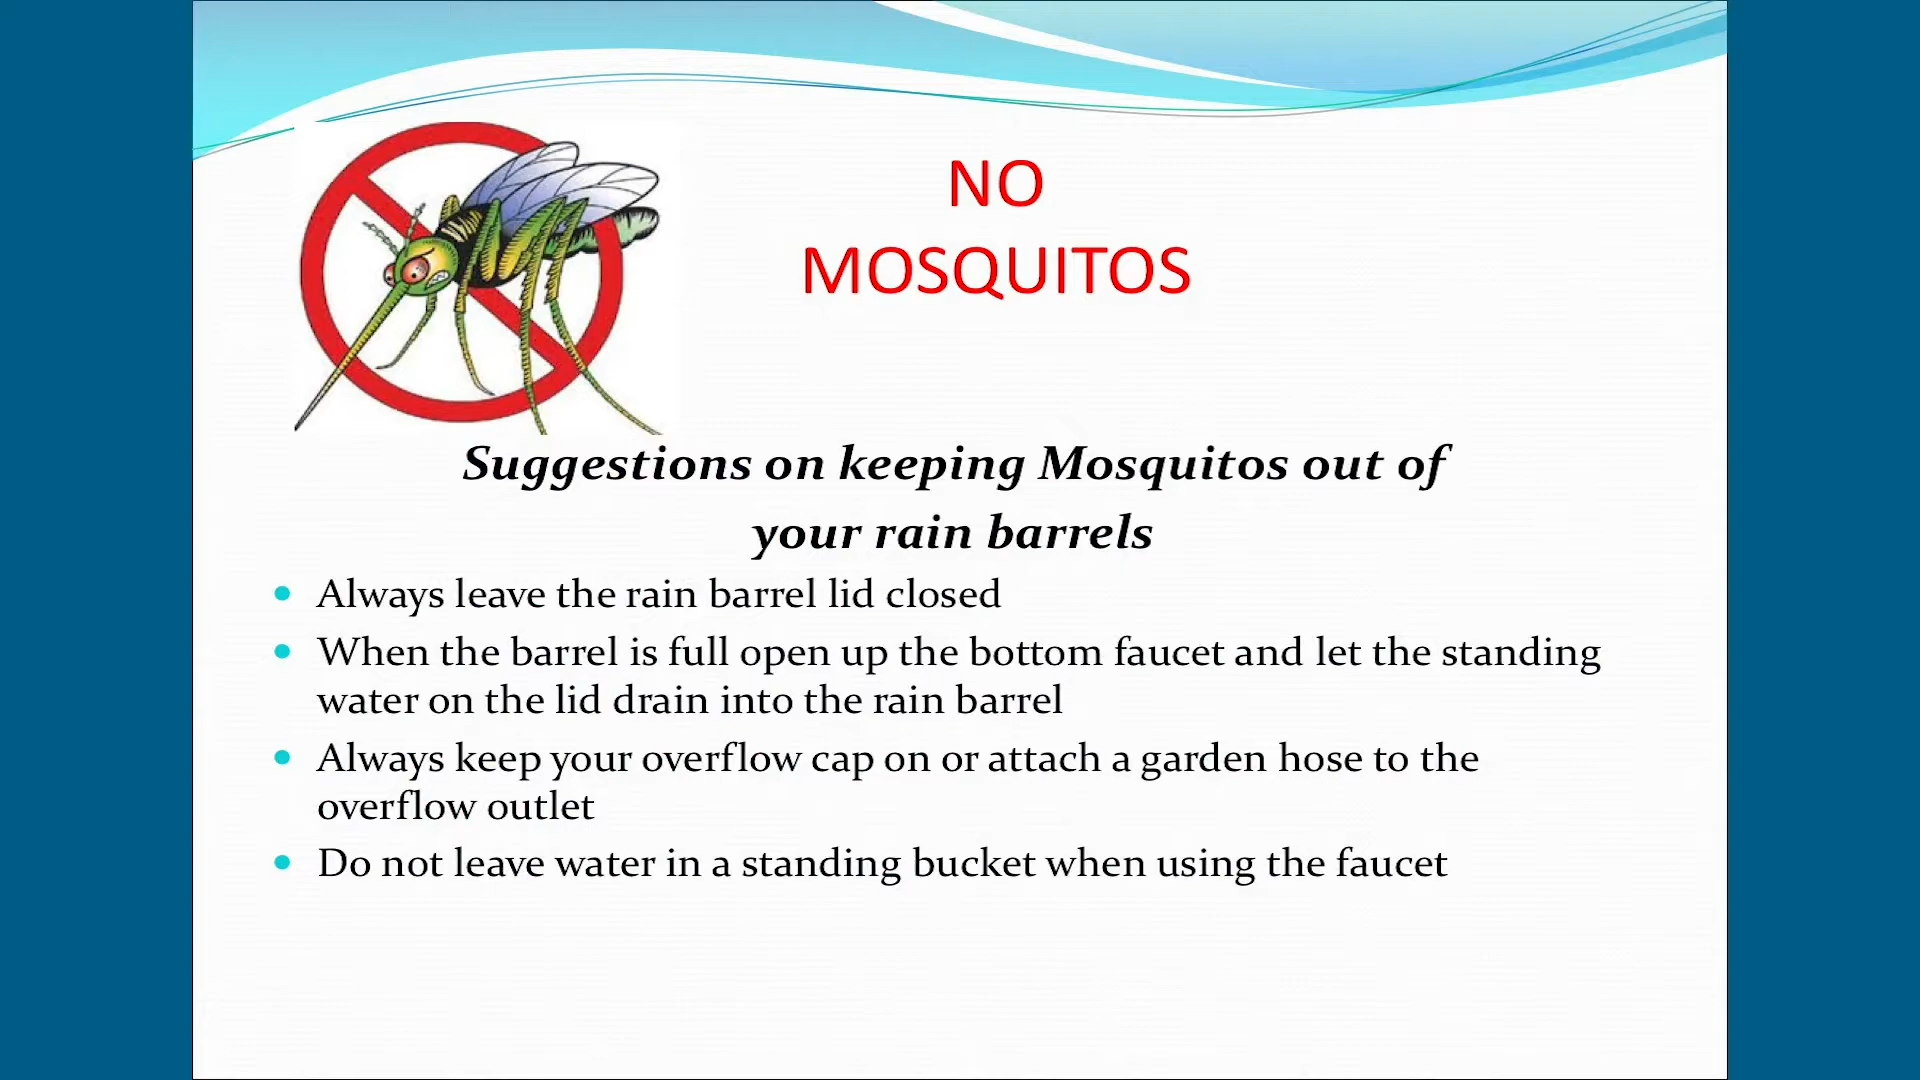 NO
MOSQUITOS
Suggestions on keeping Mosquitos out of
your rain barrels
• Always leave the rain barrel lid closed
• When the barrel is full open up the bottom faucet and let the standing
water on the lid drain into the rain barrel
• Always keep your overflow cap on or attach a garden hose to the
overflow outlet
• Do not leave water in a standing bucket when using the faucet